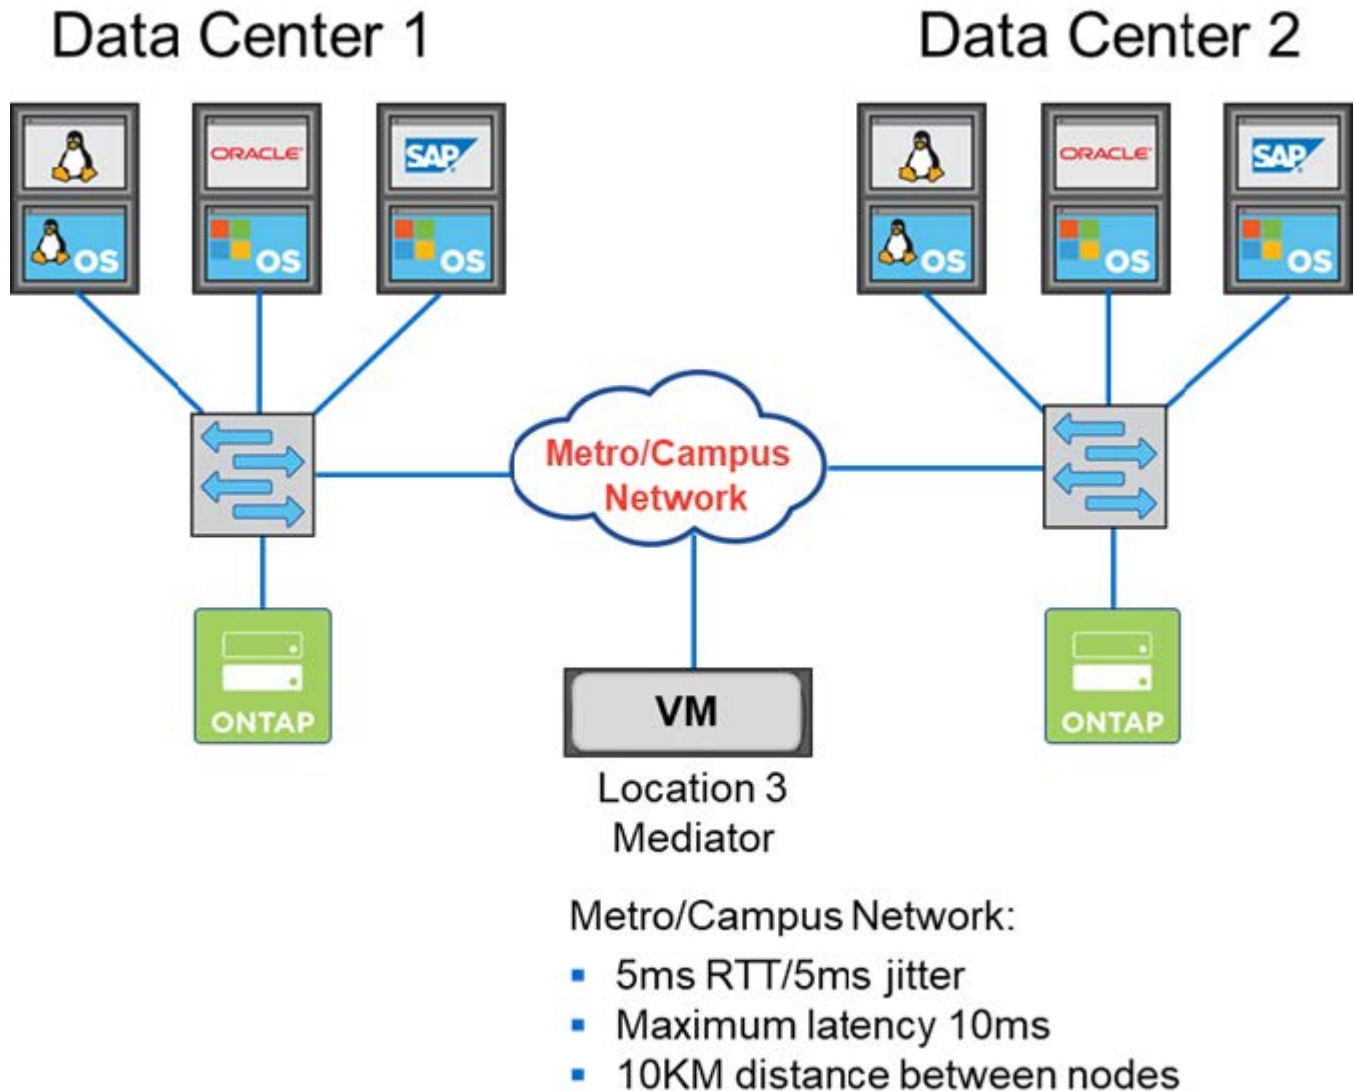 Data Center 1
Data Center 2
ORACLE
SAP
OS
OS
OS
ORACLE
SAP
OS
OS
OS
Metro/Campus
Network
ONTAP
ONTAP
VM
Location 3
Mediator
Metro/Campus Network:
▪ 5ms RTT/5ms jitter
▪ Maximum latency 10ms
▪ 10KM distance between nodes